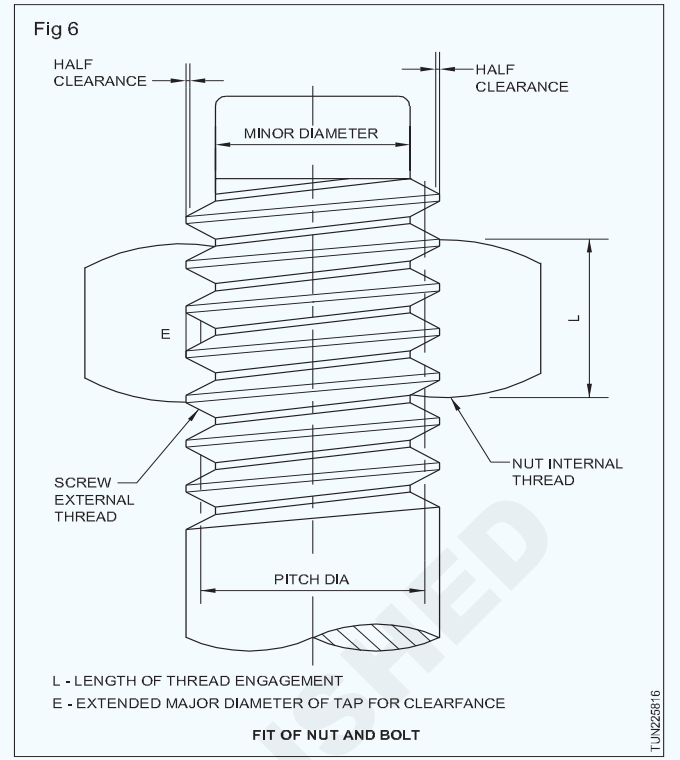 Fig 6
HALF
CLEARANCE
HALF
CLEARANCE
MINOR DIAMETER
E
L
SCREW
EXTERNAL
THREAD
NUT INTERNAL
THREAD
PITCH DIA
L - LENGTH OF THREAD ENGAGEMENT
E - EXTENDED MAJOR DIAMETER OF TAP FOR CLEARFANCE
FIT OF NUT AND BOLT
TUN225816
ISHED